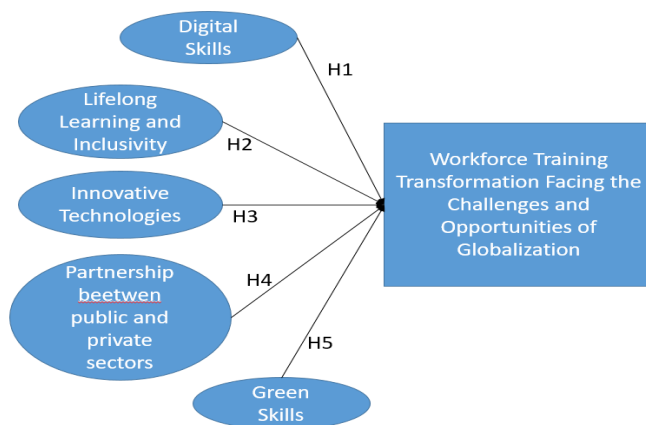 Digital
Skills
H1
Lifelong
Learning and
Inclusivity
H2
Innovative
Technologies
H3
Partnership
beetwen
public and
private
sectors
H4
Green
Skills
H5
Workforce Training
Transformation Facing the
Challenges and
Opportunities of
Globalization